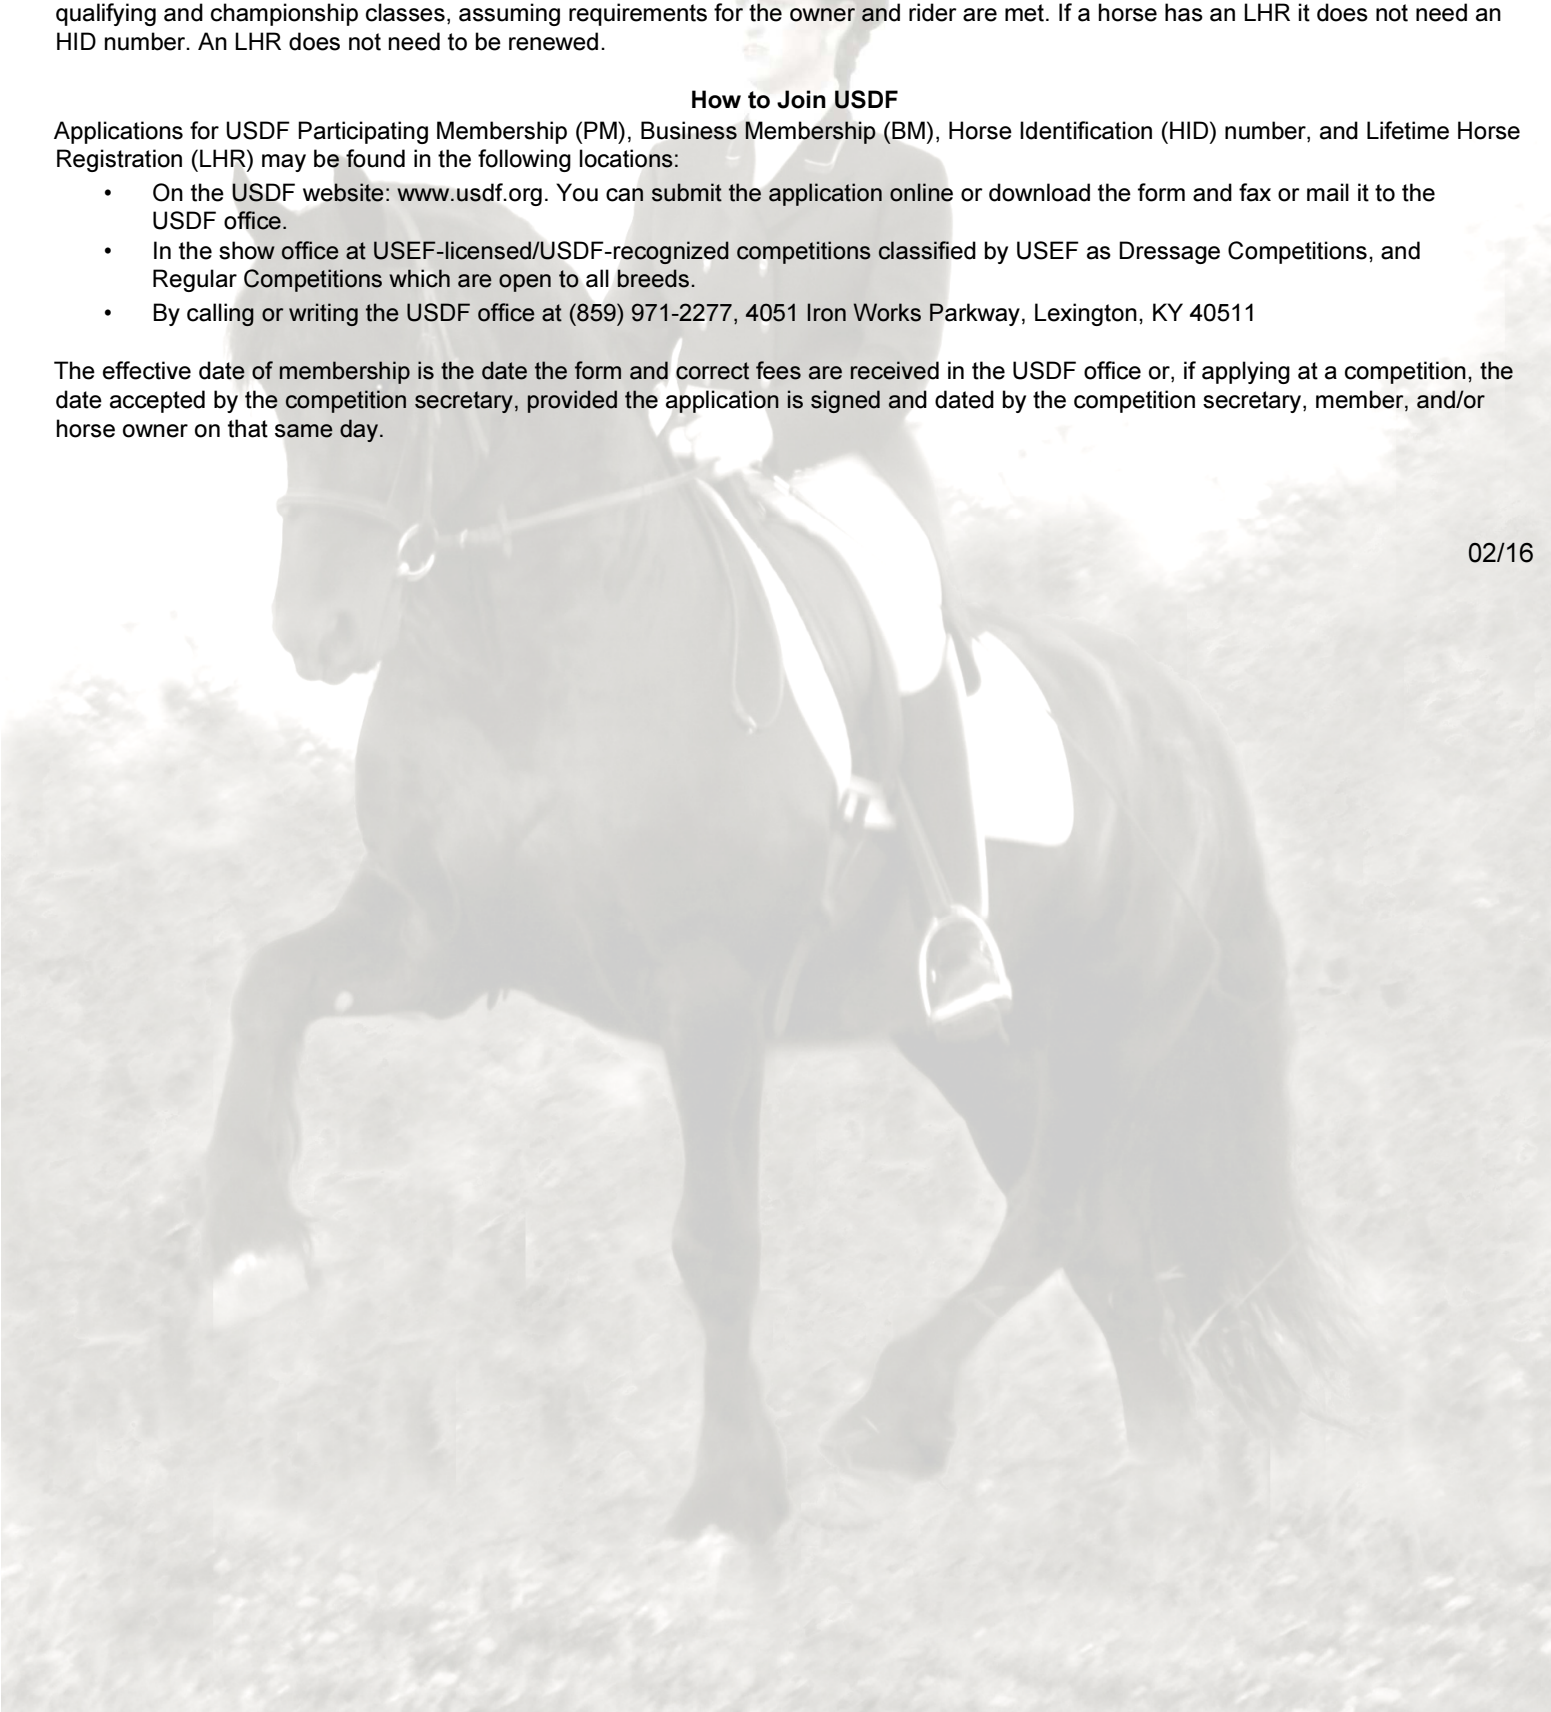 qualifying and championship classes, assuming requirements for the owner and rider are met. If a horse has an LHR it does not need an
HID number. An LHR does not need to be renewed.
How to Join USDF
Applications for USDF Participating Membership (PM), Business Membership (BM), Horse Identification (HID) number, and Lifetime Horse
Registration (LHR) may be found in the following locations:
• On the USDF website: www.usdf.org. You can submit the application online or download the form and fax or mail it to the
USDF office.
• In the show office at USEF-licensed/USDF-recognized competitions classified by USEF as Dressage Competitions, and
Regular Competitions which are open to all breeds.
• By calling or writing the USDF office at (859) 971-2277, 4051 Iron Works Parkway, Lexington, KY 40511
The effective date of membership is the date the form and correct fees are received in the USDF office or, if applying at a competition, the
date accepted by the competition secretary, provided the application is signed and dated by the competition secretary, member, and/or
horse owner on that same day.
02/16